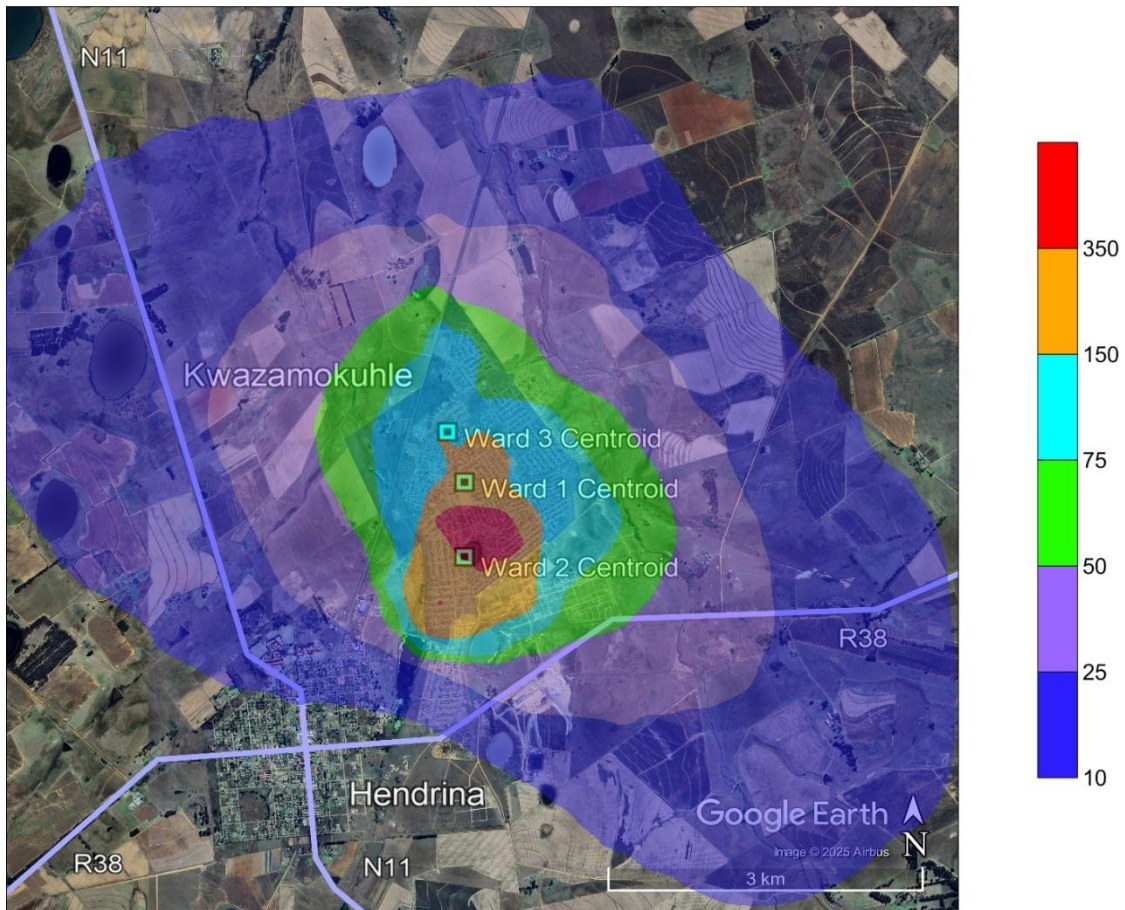 N11
350
150
Kwazamokuhle
Ward 3 Centroid
75
Ward 1 Centroid
Ward 2 Centroid
50
R38
25
10
Hendrina
Google Earth
N
Image © 2025 Airbus
R38
N11
3 km